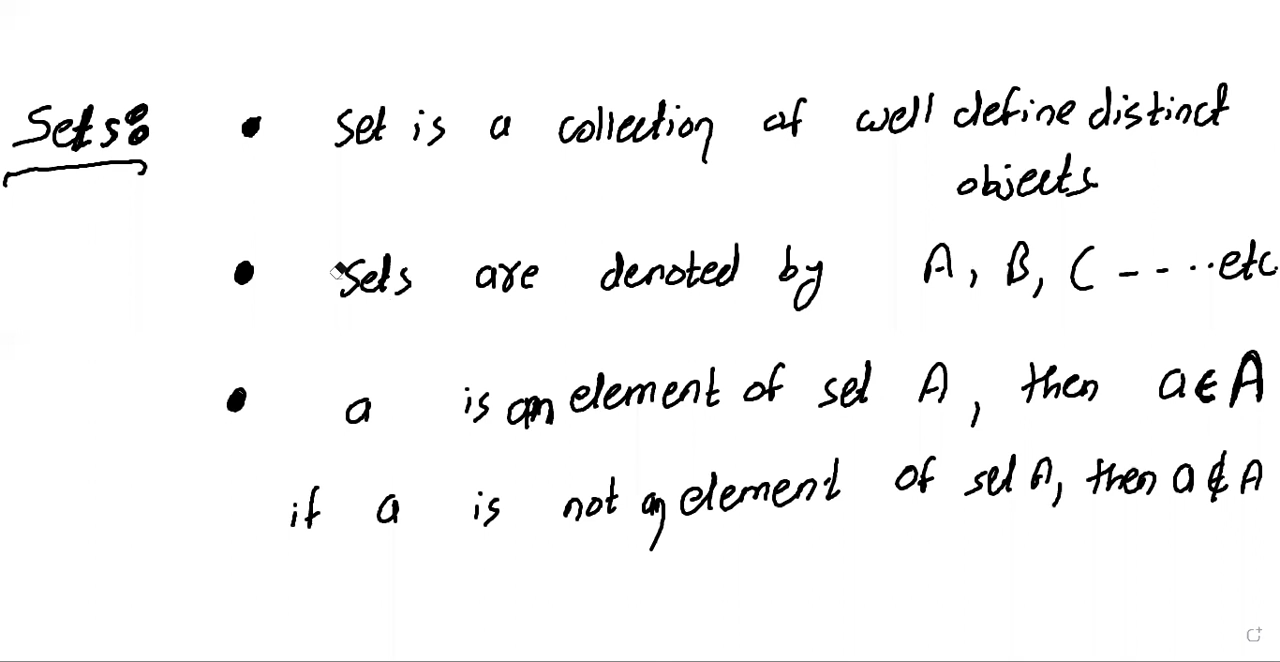 Sets: • Set is a collection of well define distinct
objects
• Sets are denoted by A, B, C - - . . . etc
• a is an element of set A, then a ∈ A
if a is not an element of set A, then a ∉ A